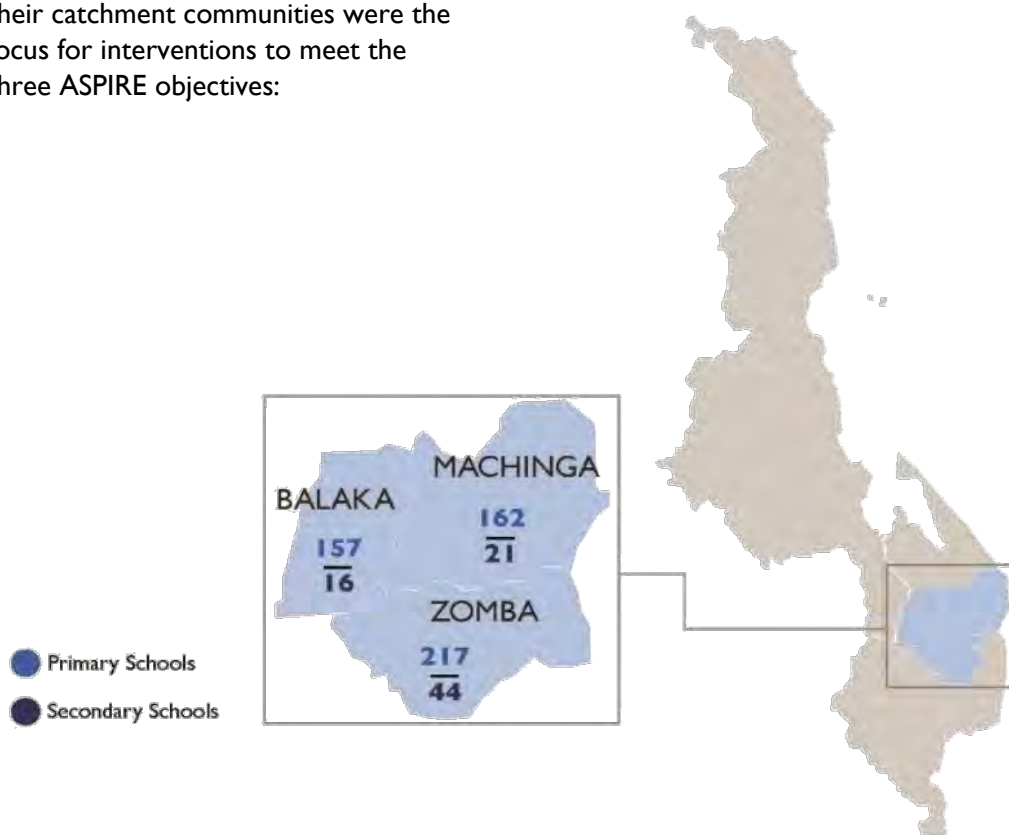 heir catchment communities were the
ocus for interventions to meet the
hree ASPIRE objectives:
MACHINGA
BALAKA
162
21
157
16
ZOMBA
217
44
Primary Schools
Secondary Schools